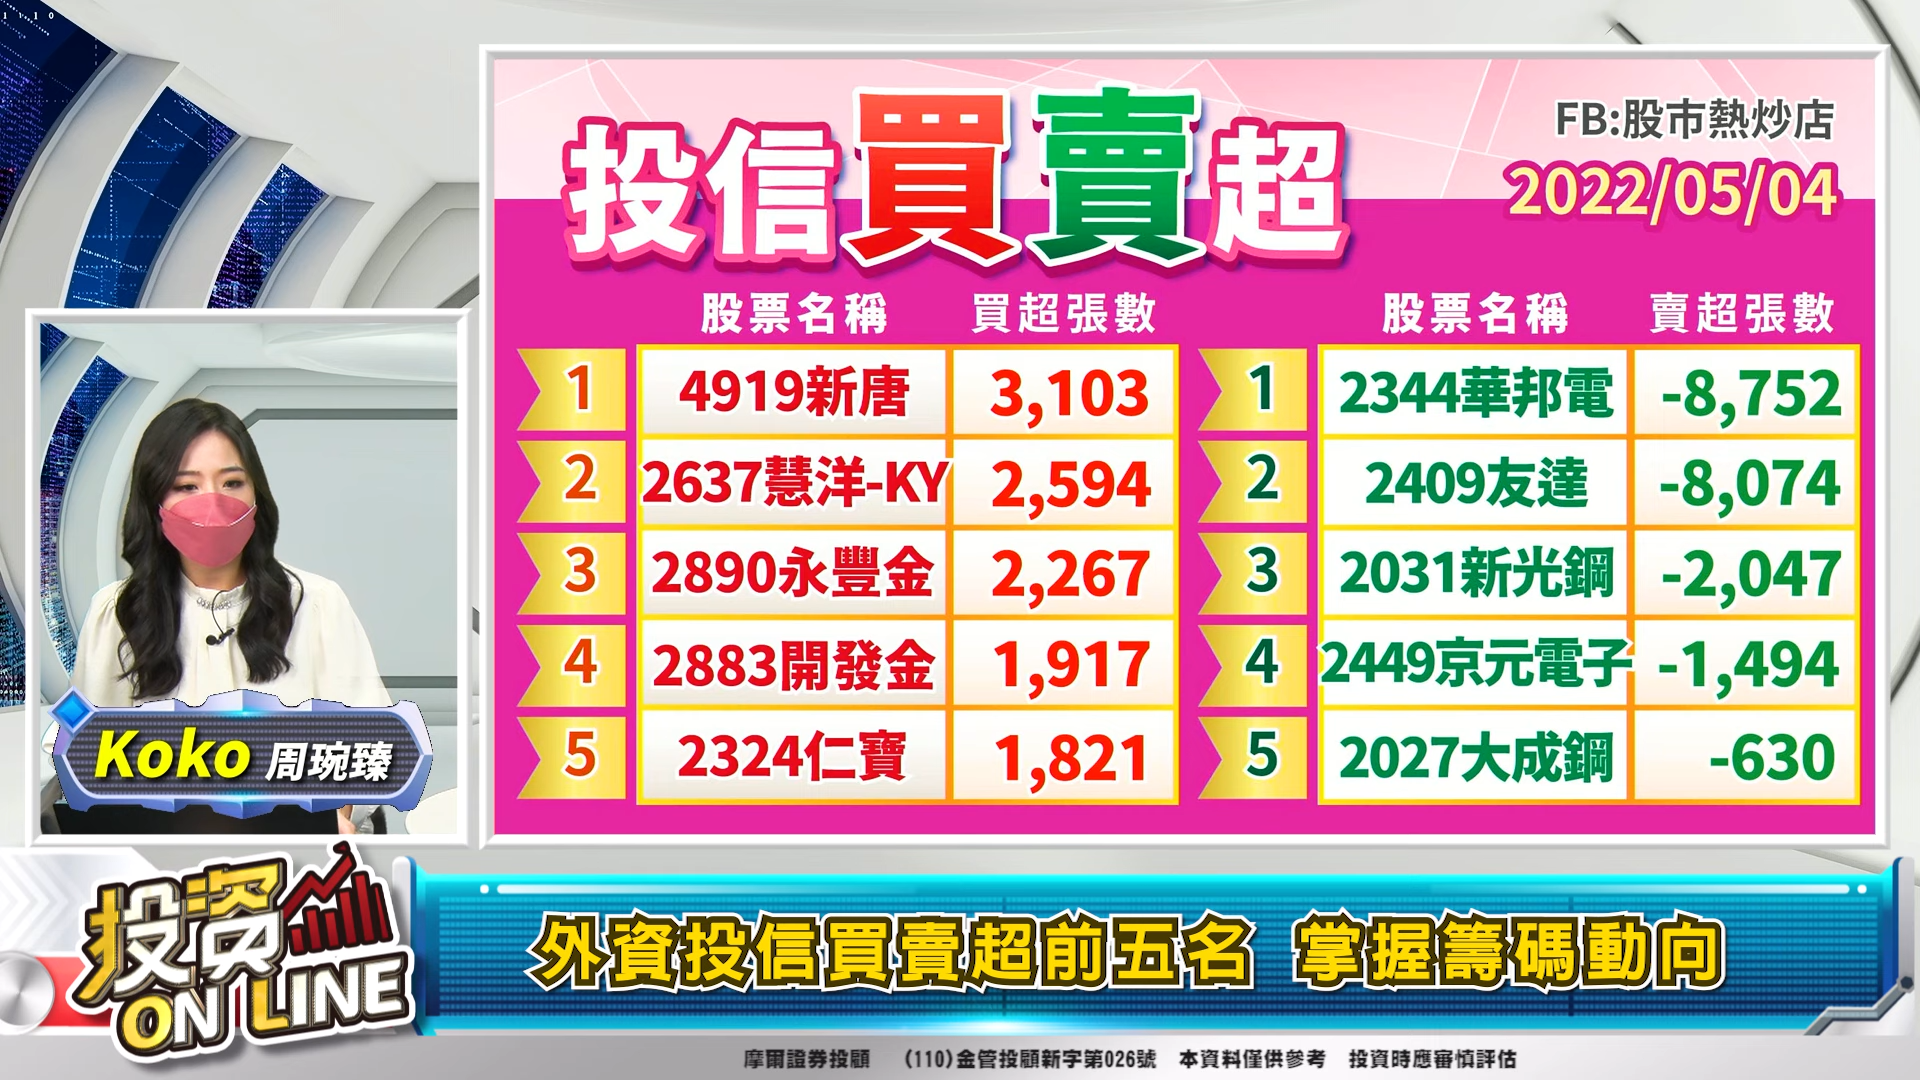 投信買賣超
FB:股市熱炒店
2022/05/04
股票名稱 買超張數 股票名稱 賣超張數
1 4919新唐 3,103 1 2344華邦電 -8,752
2 2637慧洋-KY 2,594 2 2409友達 -8,074
3 2890永豐金 2,267 3 2031新光鋼 -2,047
4 2883開發金 1,917 4 2449京元電子 -1,494
5 2324仁寶 1,821 5 2027大成鋼 -630
Koko 周琬臻
投資
ON LINE
外資投信買賣超前五名 掌握籌碼動向
摩爾證券投顧 (110)金管投顧新字第026號 本資料僅供參考 投資時應審慎評估